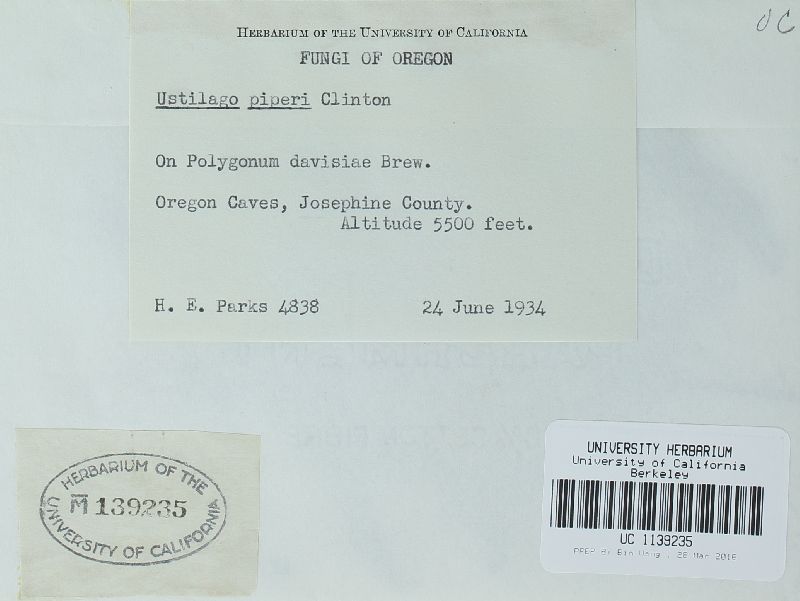 UC
HERBARIUM OF THE UNIVERSITY OF CALIFORNIA
FUNGI OF OREGON
Ustilago piperi Clinton
On Polygonum davisiae Brew.
Oregon Caves, Josephine County.
Altitude 5500 feet.
H. E. Parks 4838 24 June 1934
HERBARIUM OF THE
M 139235
UNIVERSITY OF CALIFORNIA
UNIVERSITY HERBARIUM
University of California
Berkeley
UC 1139235